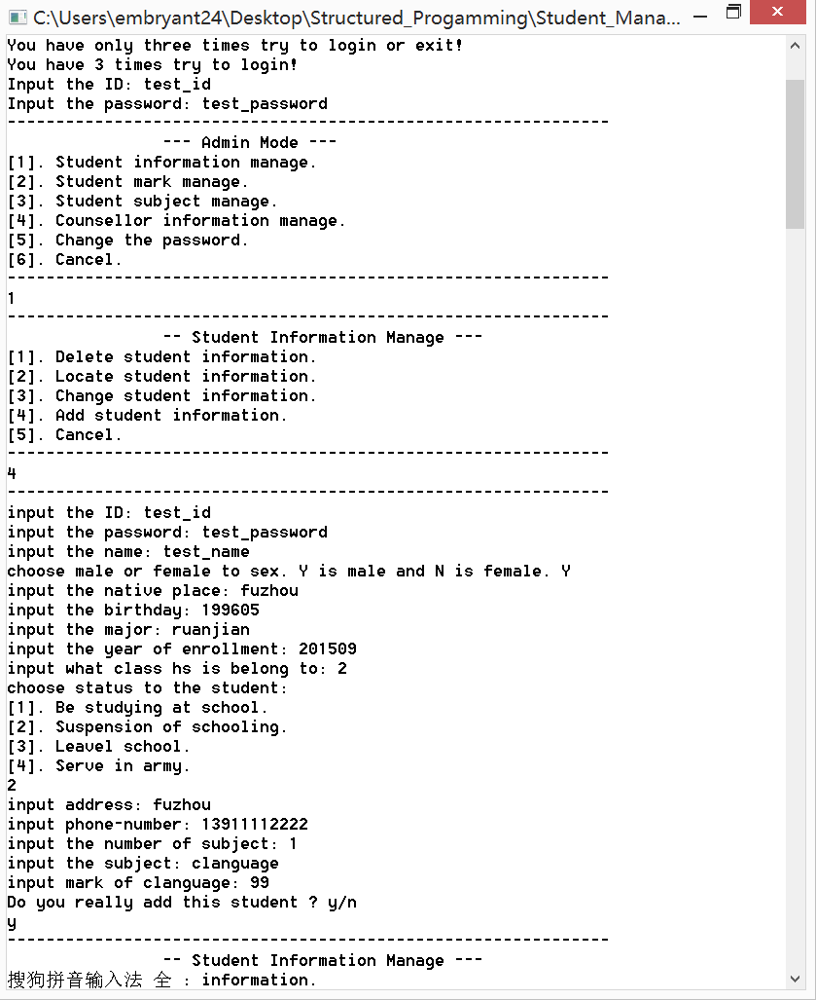 C:\Users\embryant24\Desktop\Structured_Progamming\Student_Mana...
You have only three times try to login or exit!
You have 3 times try to login!
Input the ID: test_id
Input the password: test_password
--------------------------------------------------------------
--- Admin Mode ---
[1]. Student information manage.
[2]. Student mark manage.
[3]. Student subject manage.
[4]. Counsellor information manage.
[5]. Change the password.
[6]. Cancel.
--------------------------------------------------------------
1
--------------------------------------------------------------
-- Student Information Manage ---
[1]. Delete student information.
[2]. Locate student information.
[3]. Change student information.
[4]. Add student information.
[5]. Cancel.
--------------------------------------------------------------
4
--------------------------------------------------------------
input the ID: test_id
input the password: test_password
input the name: test_name
choose male or female to sex. Y is male and N is female. Y
input the native place: fuzhou
input the birthday: 199605
input the major: ruanjian
input the year of enrollment: 201509
input what class hs is belong to: 2
choose status to the student:
[1]. Be studying at school.
[2]. Suspension of schooling.
[3]. Leavel school.
[4]. Serve in army.
2
input address: fuzhou
input phone-number: 13911112222
input the number of subject: 1
input the subject: clanguage
input mark of clanguage: 99
Do you really add this student ? y/n
y
--------------------------------------------------------------
-- Student Information Manage ---
搜狗拼音输入法 全 : information.